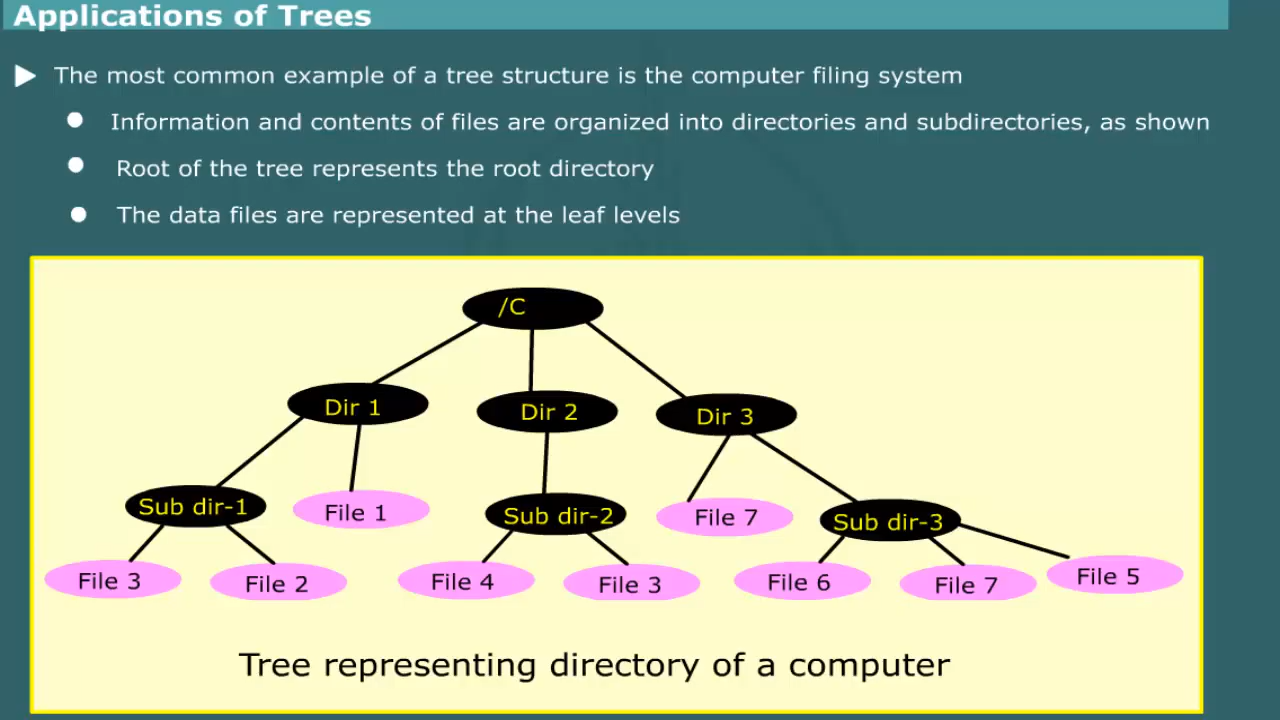 Applications of Trees
The most common example of a tree structure is the computer filing system
Information and contents of files are organized into directories and subdirectories, as shown
Root of the tree represents the root directory
The data files are represented at the leaf levels
/C
Dir 1
Dir 2
Dir 3
Sub dir-1
File 1
Sub dir-2
File 7
Sub dir-3
File 3
File 2
File 4
File 3
File 6
File 7
File 5
Tree representing directory of a computer